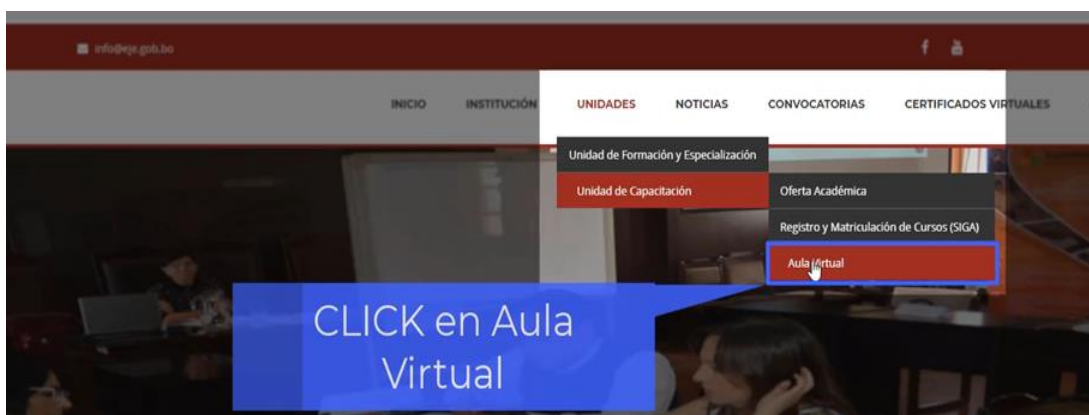 info@eje.gob.bo
INICIO INSTITUCIÓN UNIDADES NOTICIAS CONVOCATORIAS CERTIFICADOS VIRTUALES
Unidad de Formación y Especialización
Unidad de Capacitación
Oferta Académica
Registro y Matriculación de Cursos (SIGA)
Aula Virtual
CLICK en Aula
Virtual